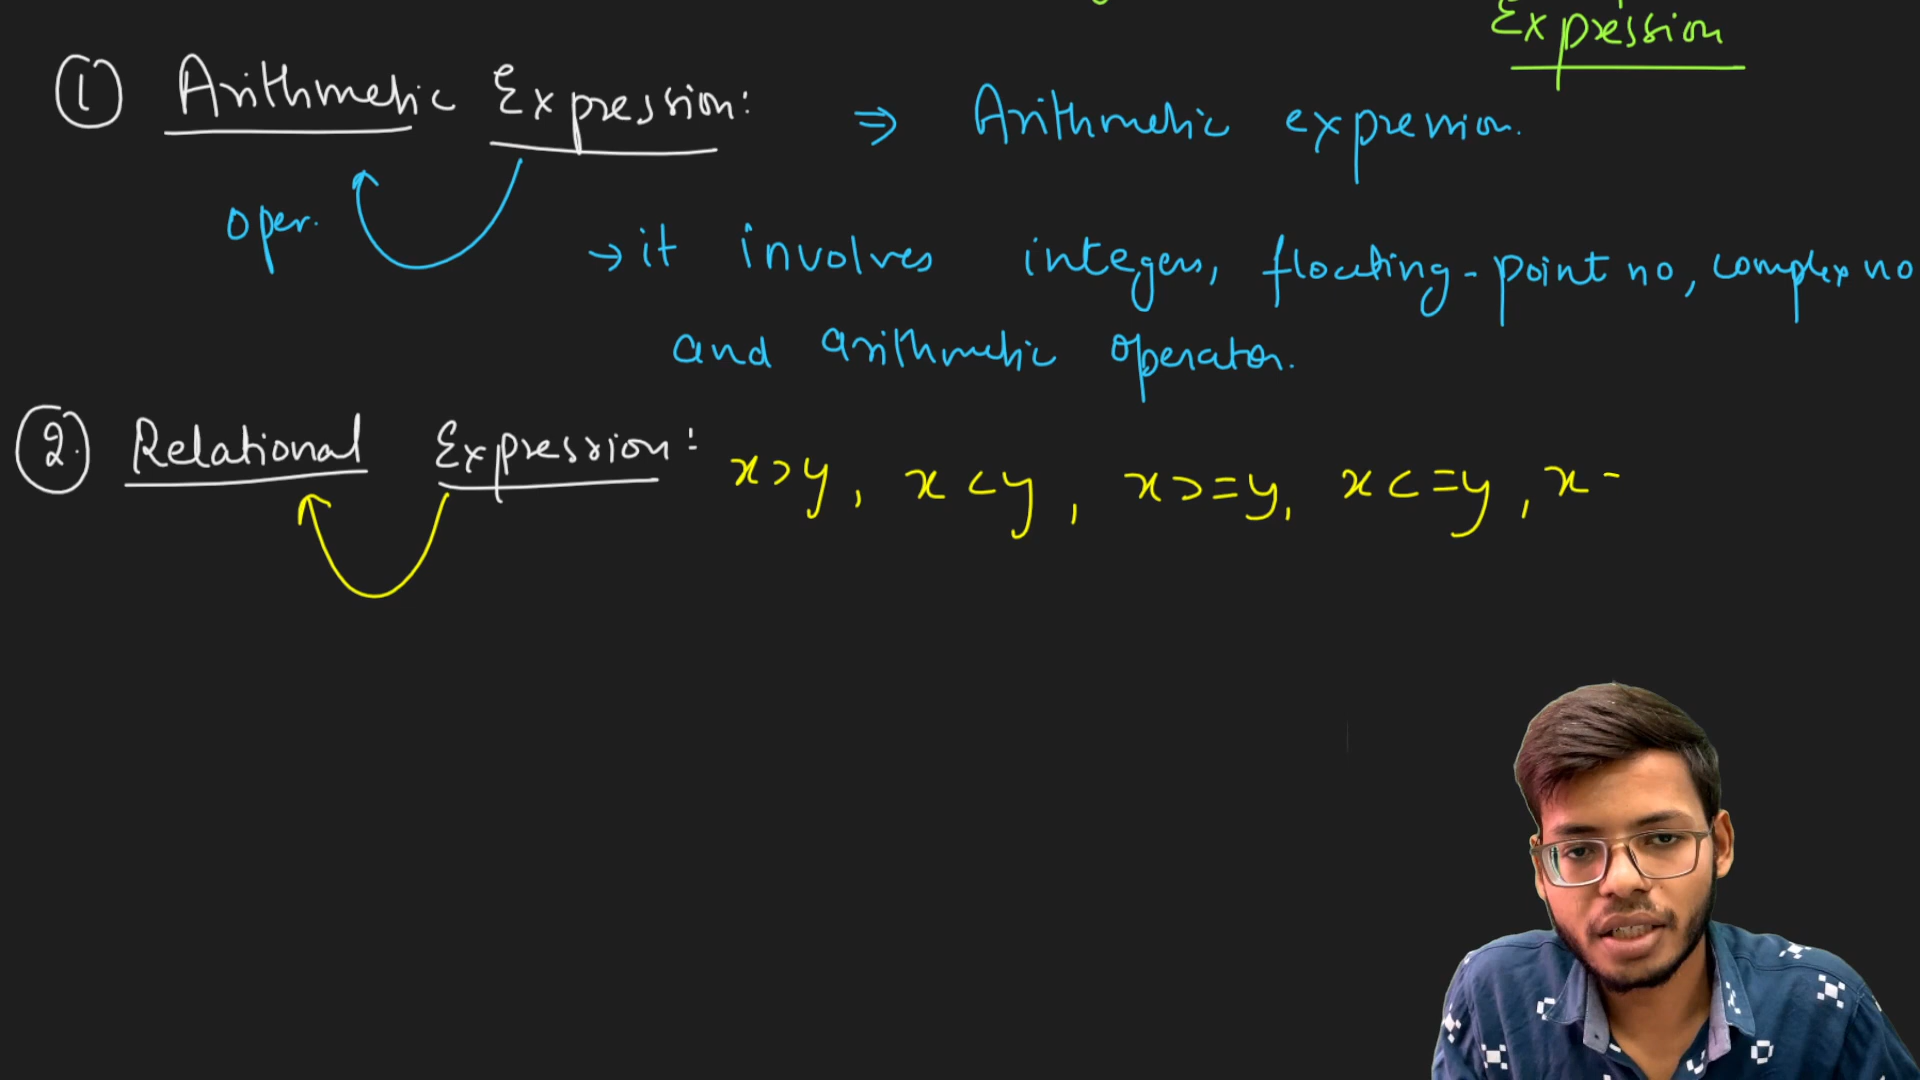 Expression
① Arithmetic Expression: ⇒ Arithmetic expression.
oper. → it involves integers, floating-point no, complex no
and arithmetic operator.
②. Relational Expression: x>y, x<y, x>=y, x<=y, x -